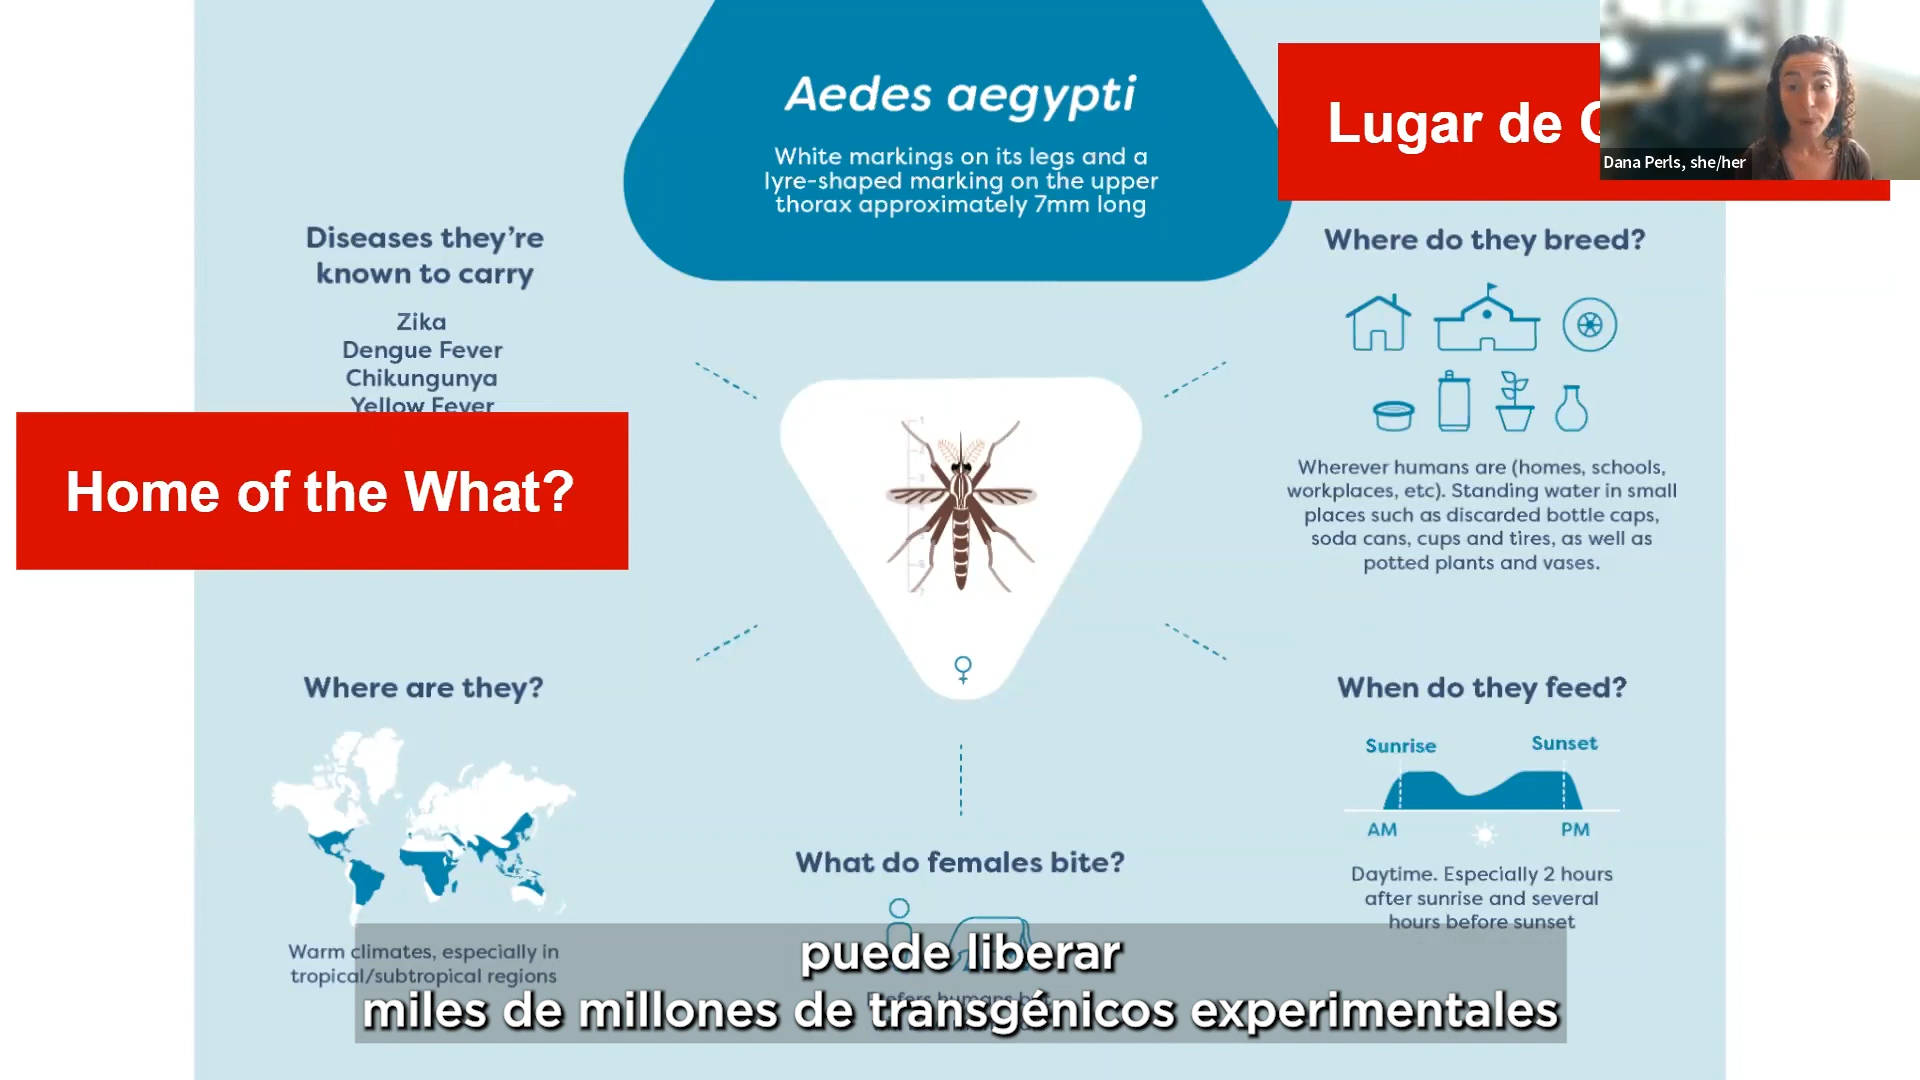 Aedes aegypti
White markings on its legs and a
lyre-shaped marking on the upper
thorax approximately 7mm long
Lugar de
Dana Perls, she/her
Diseases they're
known to carry
Zika
Dengue Fever
Chikungunya
Yellow Fever
Home of the What?
Where do they breed?
Wherever humans are (homes, schools,
workplaces, etc). Standing water in small
places such as discarded bottle caps,
soda cans, cups and tires, as well as
potted plants and vases.
1
7
Where are they?
Warm climates, especially in
tropical/subtropical regions
When do they feed?
Sunrise Sunset
AM PM
Daytime. Especially 2 hours
after sunrise and several
hours before sunset
What do females bite?
puede liberar
miles de millones de transgénicos experimentales